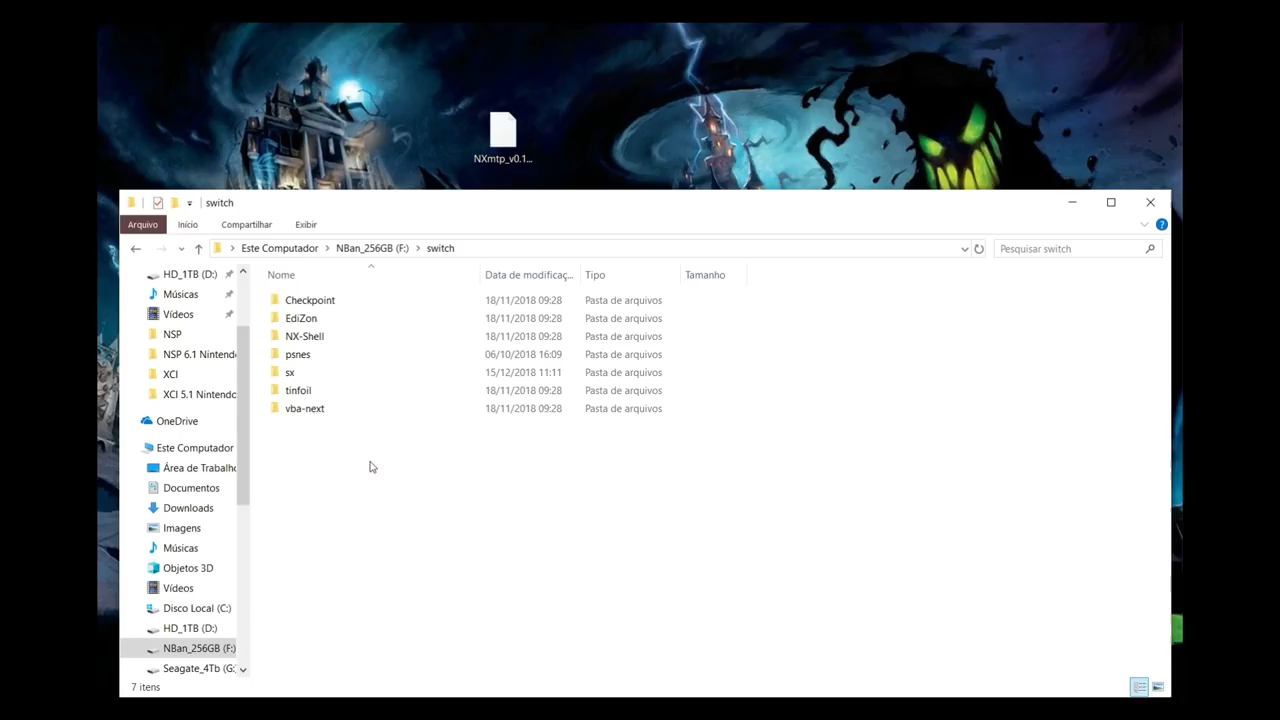 NXmtp_v0.1...
switch
Arquivo Início Compartilhar Exibir
Este Computador NBan_256GB (F:) switch Pesquisar switch
Nome Data de modificaç... Tipo Tamanho
Checkpoint 18/11/2018 09:28 Pasta de arquivos
EdiZon 18/11/2018 09:28 Pasta de arquivos
NX-Shell 18/11/2018 09:28 Pasta de arquivos
psnes 06/10/2018 16:09 Pasta de arquivos
sx 15/12/2018 11:11 Pasta de arquivos
tinfoil 18/11/2018 09:28 Pasta de arquivos
vba-next 18/11/2018 09:28 Pasta de arquivos
HD_1TB (D:)
Músicas
Vídeos
NSP
NSP 6.1 Nintend
XCI
XCI 5.1 Nintendo
OneDrive
Este Computador
Área de Trabalho
Documentos
Downloads
Imagens
Músicas
Objetos 3D
Vídeos
Disco Local (C:)
HD_1TB (D:)
NBan_256GB (F:)
Seagate_4Tb (G:
7 itens